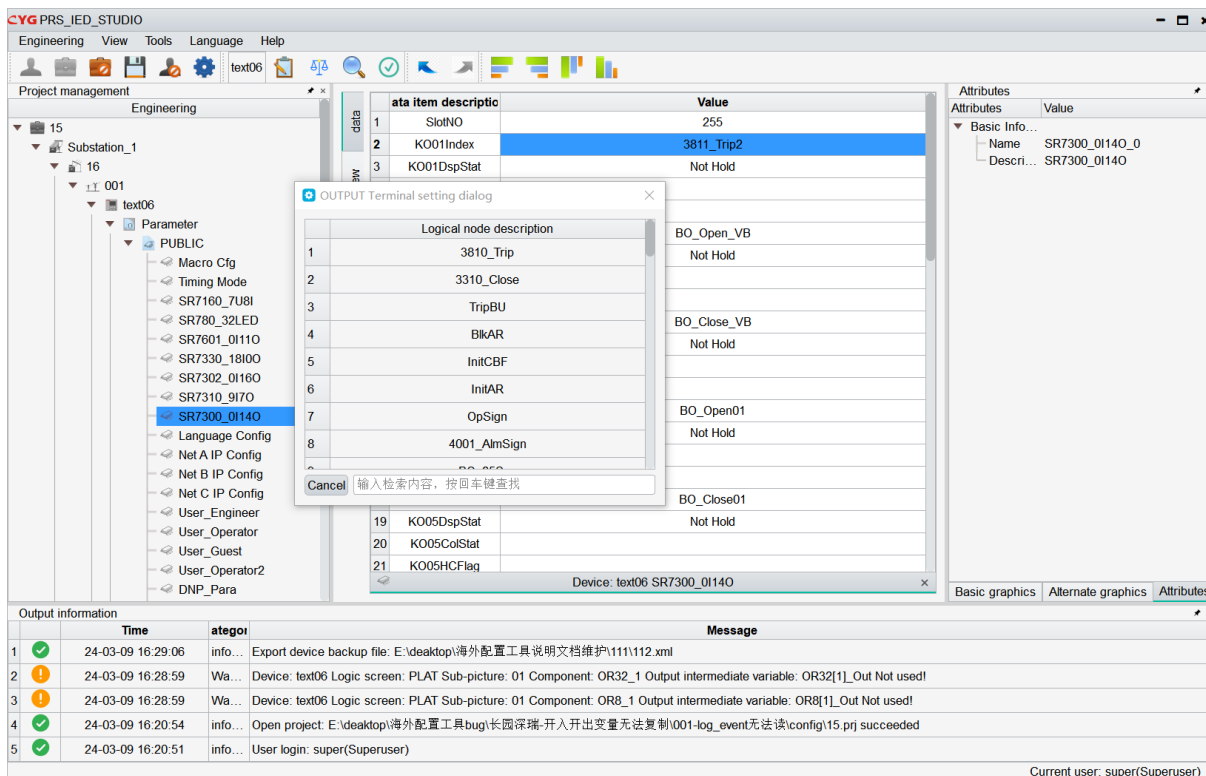 CYG PRS_IED_STUDIO
Engineering View Tools Language Help
text06
Project management
Engineering
15
Substation_1
16
001
text06
Parameter
PUBLIC
Macro Cfg
Timing Mode
SR7160_7U8I
SR780_32LED
SR7601_0I11O
SR7330_18I0O
SR7302_0I16O
SR7310_9I7O
SR7300_0I14O
Language Config
Net A IP Config
Net B IP Config
Net C IP Config
User_Engineer
User_Operator
User_Guest
User_Operator2
DNP_Para
data
ata item descriptio Value
1 SlotNO 255
2 KO01Index 3811_Trip2
3 KO01DspStat Not Hold
BO_Open_VB
Not Hold
BO_Close_VB
Not Hold
BO_Open01
Not Hold
BO_Close01
19 KO05DspStat Not Hold
20 KO05ColStat
21 KO05HCFlag
Device: text06 SR7300_0I14O
OUTPUT Terminal setting dialog
Logical node description
1 3810_Trip
2 3310_Close
3 TripBU
4 BlkAR
5 InitCBF
6 InitAR
7 OpSign
8 4001_AlmSign
Cancel 输入检索内容，按回车键查找
Attributes
Attributes Value
Basic Info...
Name SR7300_0I14O_0
Descri... SR7300_0I14O
Basic graphics Alternate graphics Attributes
Output information
Time ategor Message
1 24-03-09 16:29:06 info... Export device backup file: E:\deaktop\海外配置工具说明文档维护\111\112.xml
2 24-03-09 16:28:59 Wa... Device: text06 Logic screen: PLAT Sub-picture: 01 Component: OR32_1 Output intermediate variable: OR32[1]_Out Not used!
3 24-03-09 16:28:59 Wa... Device: text06 Logic screen: PLAT Sub-picture: 01 Component: OR8_1 Output intermediate variable: OR8[1]_Out Not used!
4 24-03-09 16:20:54 info... Open project: E:\deaktop\海外配置工具bug\长园深瑞-开入开出变量无法复制\001-log_event无法读\config\15.prj succeeded
5 24-03-09 16:20:51 info... User login: super(Superuser)
Current user: super(Superuser)